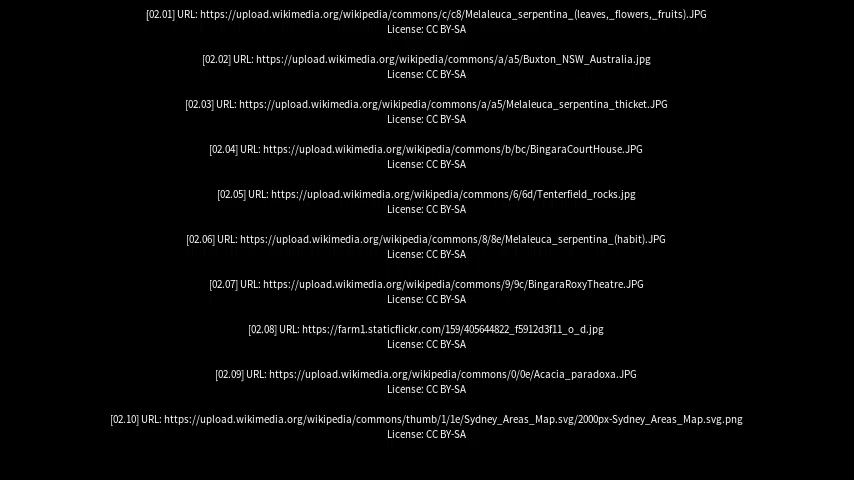 [02.01] URL: https://upload.wikimedia.org/wikipedia/commons/c/c8/Melaleuca_serpentina_(leaves,_flowers,_fruits).JPG
License: CC BY-SA
[02.02] URL: https://upload.wikimedia.org/wikipedia/commons/a/a5/Buxton_NSW_Australia.jpg
License: CC BY-SA
[02.03] URL: https://upload.wikimedia.org/wikipedia/commons/a/a5/Melaleuca_serpentina_thicket.JPG
License: CC BY-SA
[02.04] URL: https://upload.wikimedia.org/wikipedia/commons/b/bc/BingaraCourtHouse.JPG
License: CC BY-SA
[02.05] URL: https://upload.wikimedia.org/wikipedia/commons/6/6d/Tenterfield_rocks.jpg
License: CC BY-SA
[02.06] URL: https://upload.wikimedia.org/wikipedia/commons/8/8e/Melaleuca_serpentina_(habit).JPG
License: CC BY-SA
[02.07] URL: https://upload.wikimedia.org/wikipedia/commons/9/9c/BingaraRoxyTheatre.JPG
License: CC BY-SA
[02.08] URL: https://farm1.staticflickr.com/159/405644822_f5912d3f11_o_d.jpg
License: CC BY-SA
[02.09] URL: https://upload.wikimedia.org/wikipedia/commons/0/0e/Acacia_paradoxa.JPG
License: CC BY-SA
[02.10] URL: https://upload.wikimedia.org/wikipedia/commons/thumb/1/1e/Sydney_Areas_Map.svg/2000px-Sydney_Areas_Map.svg.png
License: CC BY-SA